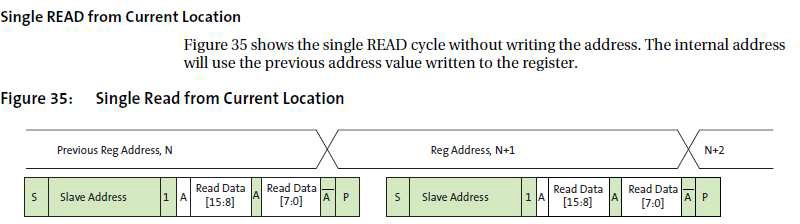 Single READ from Current Location
Figure 35 shows the single READ cycle without writing the address. The internal address
will use the previous address value written to the register.
Figure 35: Single Read from Current Location
Previous Reg Address, N Reg Address, N+1 N+2
S Slave Address 1 A Read Data [15:8] A Read Data [7:0] A̅ P S Slave Address 1 A Read Data [15:8] A Read Data [7:0] A̅ P